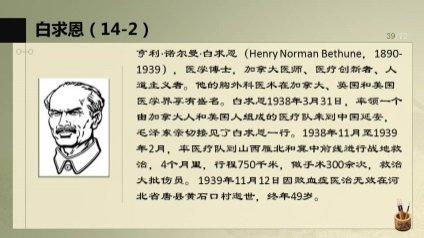 白求恩（14-2）
亨利·诺尔曼·白求恩（Henry Norman Bethune，1890-
1939），医学博士，加拿大医师、医疗创新者、人
道主义者。他的胸外科医术在加拿大、英国和美国
医学界享有盛名。白求恩1938年3月31日，率领一个
由加拿大人和美国人组成的医疗队来到中国延安，
毛泽东亲切接见了白求恩一行。1938年11月至1939
年2月，率医疗队到山西雁北和冀中前线进行战地救
治，4个月里，行程750千米，做手术300余次，救治
大批伤员。1939年11月12日因败血症医治无效在河
北省唐县黄石口村逝世，终年49岁。